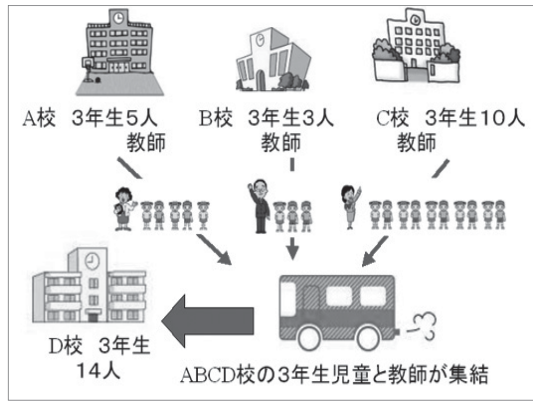 A校 3年生5人
教師
B校 3年生3人
教師
C校 3年生10人
教師
D校 3年生
14人
ABCD校の3年生児童と教師が集結